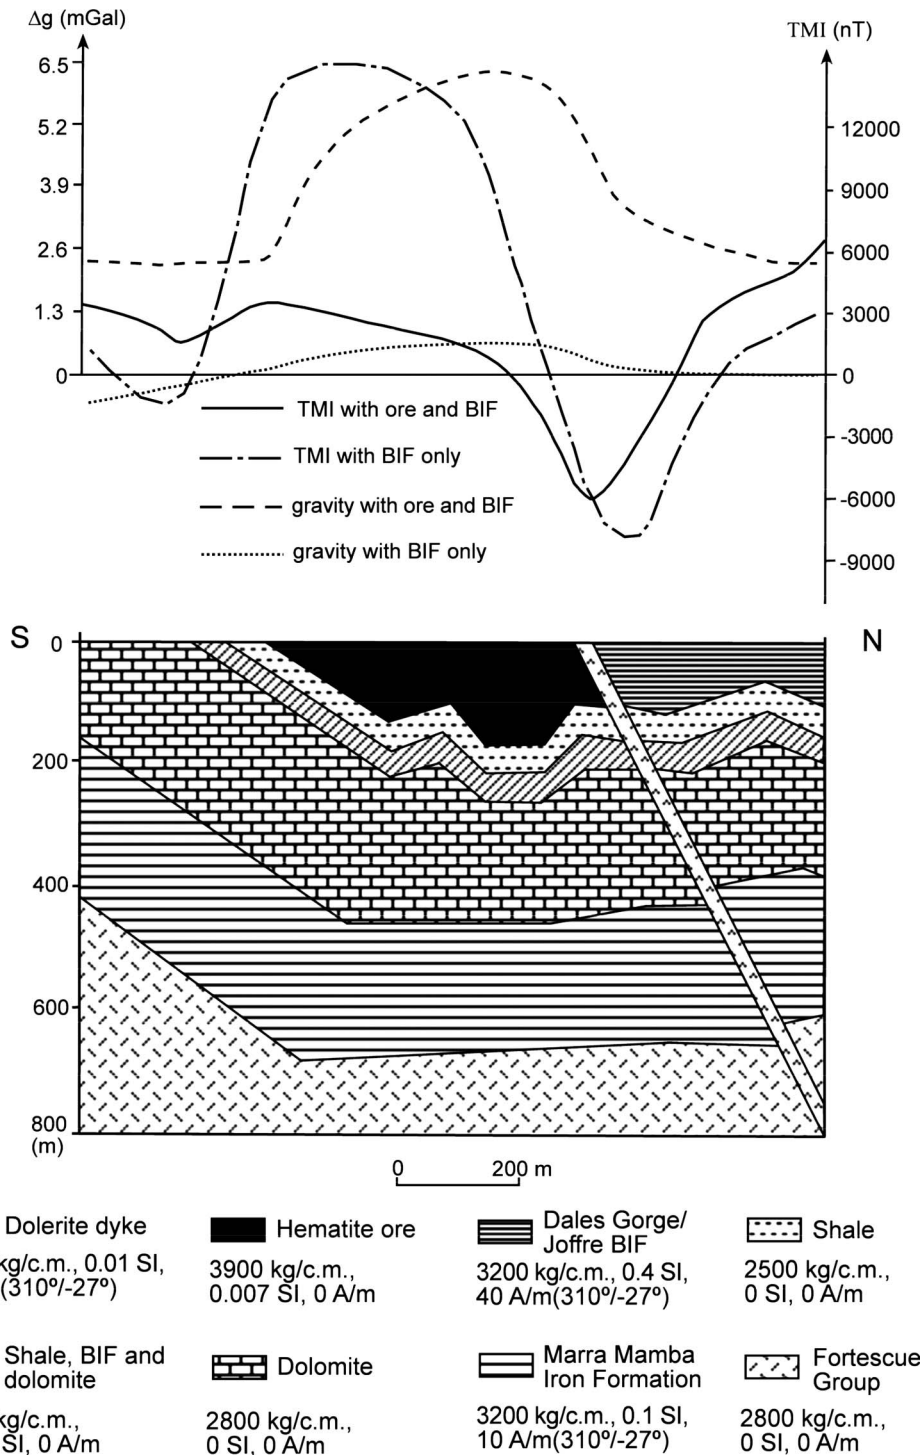 Δg (mGal)
TMI (nT)
6.5
5.2
3.9
2.6
1.3
0
12000
9000
6000
3000
0
-3000
-6000
-9000
TMI with ore and BIF
TMI with BIF only
gravity with ore and BIF
gravity with BIF only
S
N
0
200
400
600
800
(m)
0 200 m
Dolerite dyke
kg/c.m., 0.01 SI,
(310º/-27º)
Hematite ore
3900 kg/c.m.,
0.007 SI, 0 A/m
Dales Gorge/
Joffre BIF
3200 kg/c.m., 0.4 SI,
40 A/m(310º/-27º)
Shale
2500 kg/c.m.,
0 SI, 0 A/m
Shale, BIF and
dolomite
kg/c.m.,
SI, 0 A/m
Dolomite
2800 kg/c.m.,
0 SI, 0 A/m
Marra Mamba
Iron Formation
3200 kg/c.m., 0.1 SI,
10 A/m(310º/-27º)
Fortescue
Group
2800 kg/c.m.,
0 SI, 0 A/m